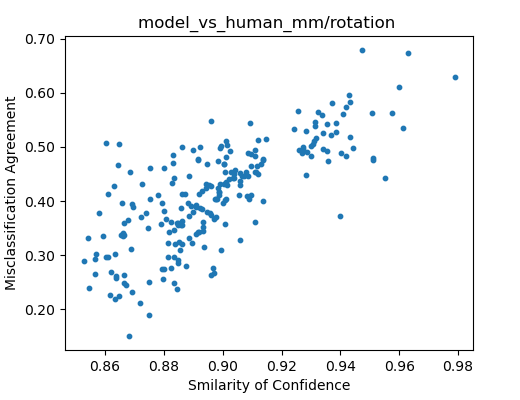 model_vs_human_mm/rotation
0.70
0.60
0.50
0.40
0.30
0.20
Misclassification Agreement
0.86 0.88 0.90 0.92 0.94 0.96 0.98
Smilarity of Confidence